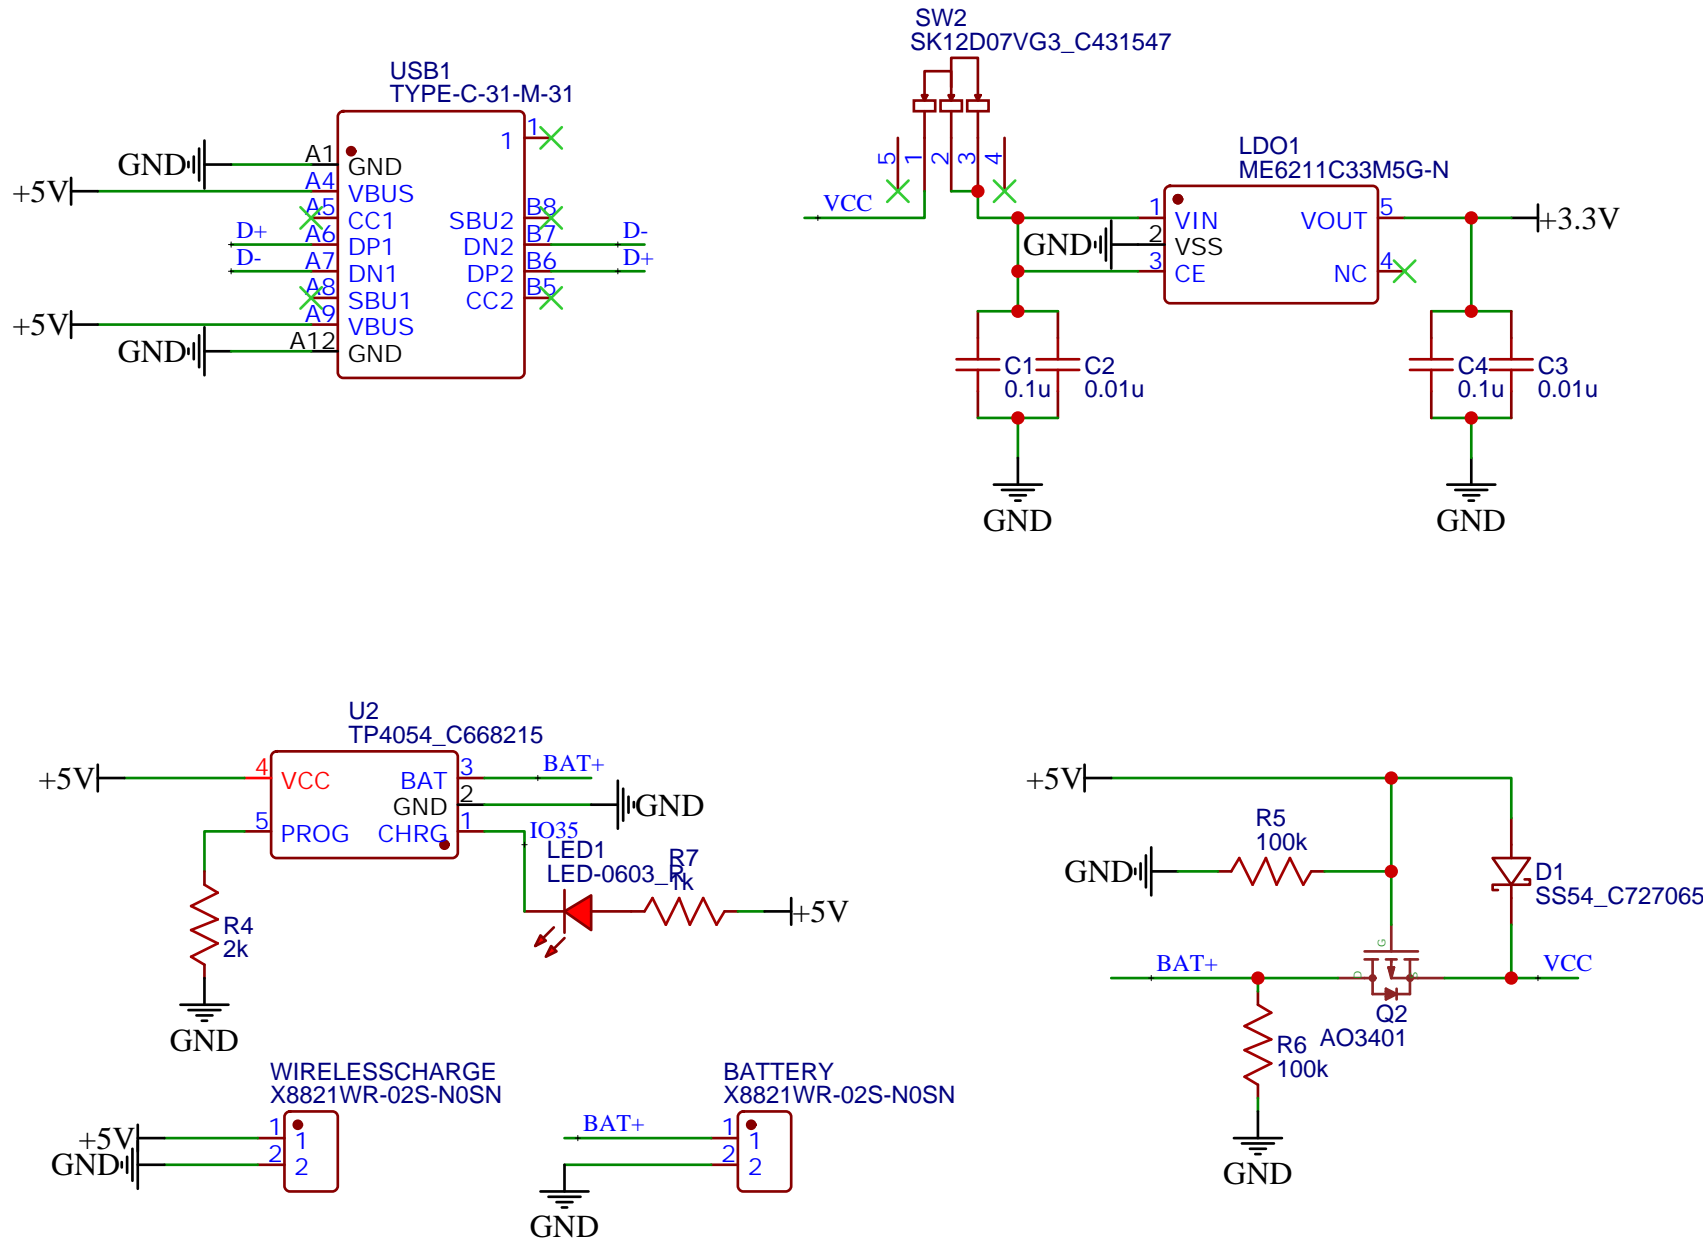 SW2
SK12D07VG3_C431547
5
1
2
3
4
VCC
USB1
TYPE-C-31-M-31
GND
+5V
D+
D-
+5V
GND
A1
A4
A5
A6
A7
A8
A9
A12
GND
VBUS
CC1
DP1
DN1
SBU1
VBUS
GND
1
SBU2
DN2
DP2
CC2
1
B8
B7
B6
B5
D-
D+
LDO1
ME6211C33M5G-N
GND
1
2
3
VIN
VSS
CE
VOUT
NC
5
4
+3.3V
C1
0.1u
C2
0.01u
GND
C4
0.1u
C3
0.01u
GND
U2
TP4054_C668215
+5V
4
5
VCC
PROG
BAT
GND
CHRG
3
2
1
BAT+
GND
IO35
LED1
LED-0603_R
R7
1k
+5V
R4
2k
GND
+5V
R5
100k
GND
D1
SS54_C727065
BAT+
G
D
S
VCC
Q2
AO3401
R6
100k
GND
WIRELESSCHARGE
X8821WR-02S-N0SN
+5V
GND
1
2
1
2
BATTERY
X8821WR-02S-N0SN
BAT+
1
2
1
2
GND